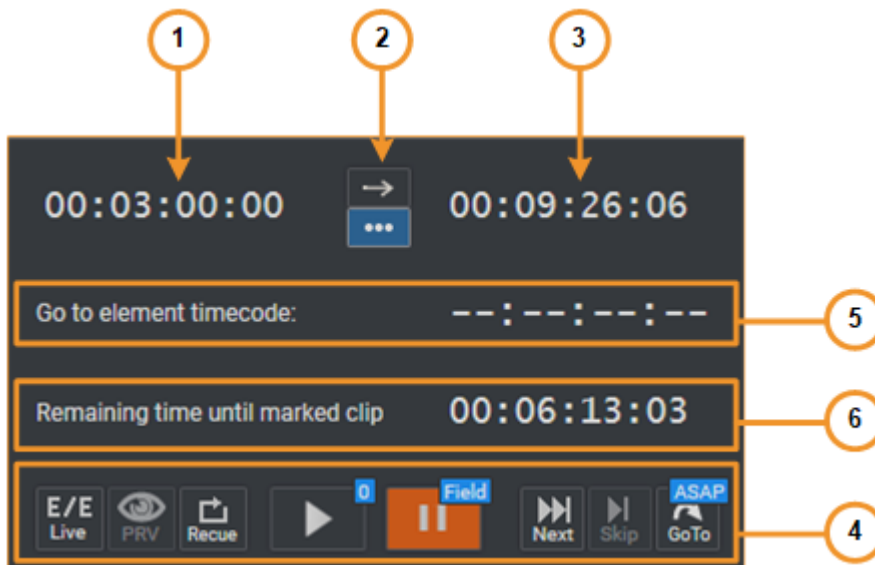 1 2 3
00:03:00:00 00:09:26:06
Go to element timecode: --:--:--:--
5
Remaining time until marked clip 00:06:13:03
6
0 Field ASAP
E/E Live PRV Recue Next Skip GoTo
4